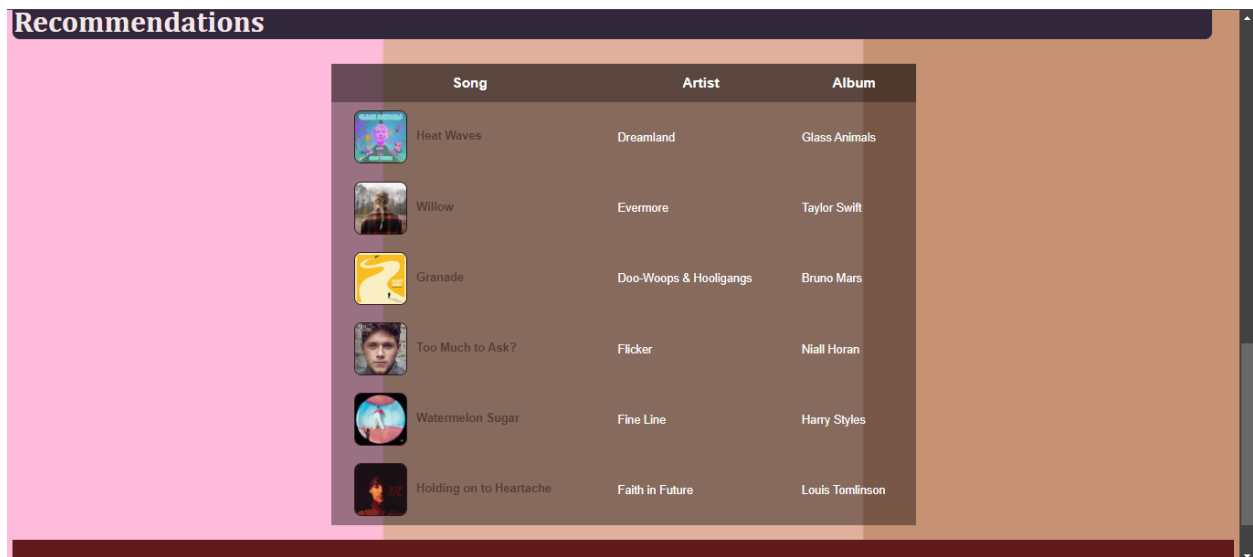 Recommendations
Song Artist Album
Heat Waves Dreamland Glass Animals
Willow Evermore Taylor Swift
Granade Doo-Woops & Hooligangs Bruno Mars
Too Much to Ask? Flicker Niall Horan
Watermelon Sugar Fine Line Harry Styles
Holding on to Heartache Faith in Future Louis Tomlinson